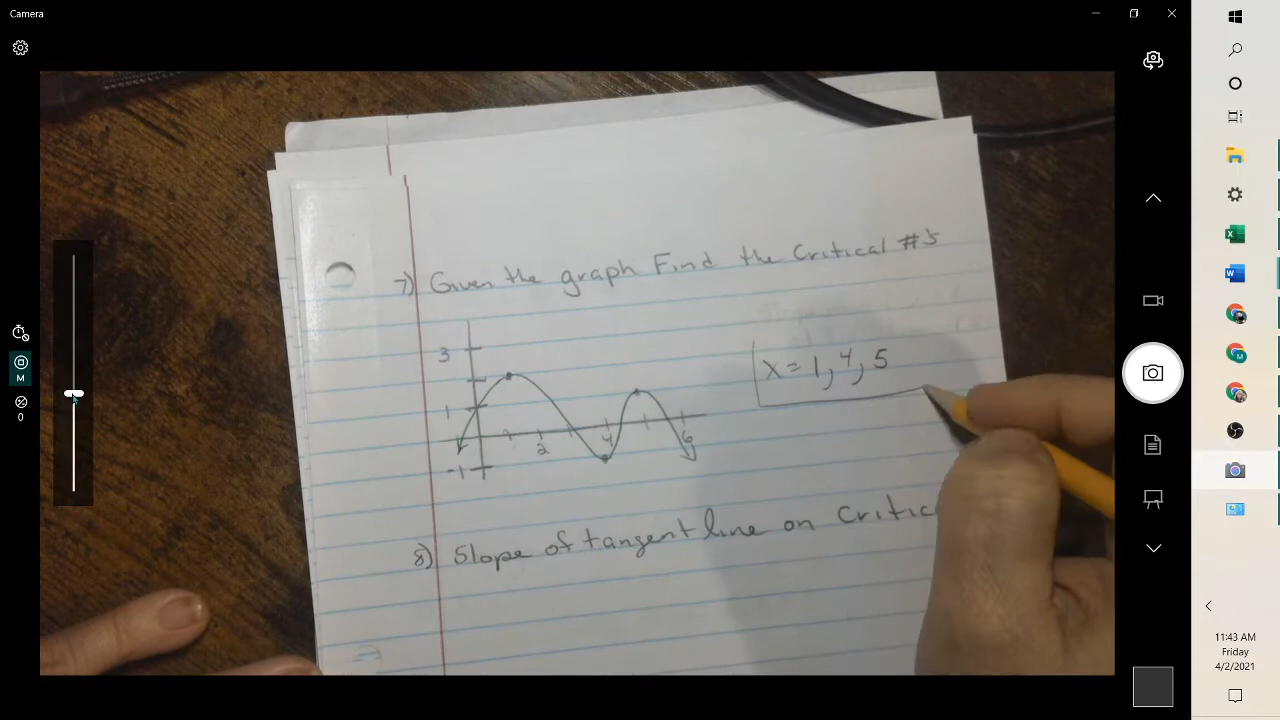 Camera
7) Given the graph Find the Critical #s
3
1
-1
2
4
6
x = 1, 4, 5
8) Slope of tangent line on Critic
M
0
11:43 AM
Friday
4/2/2021